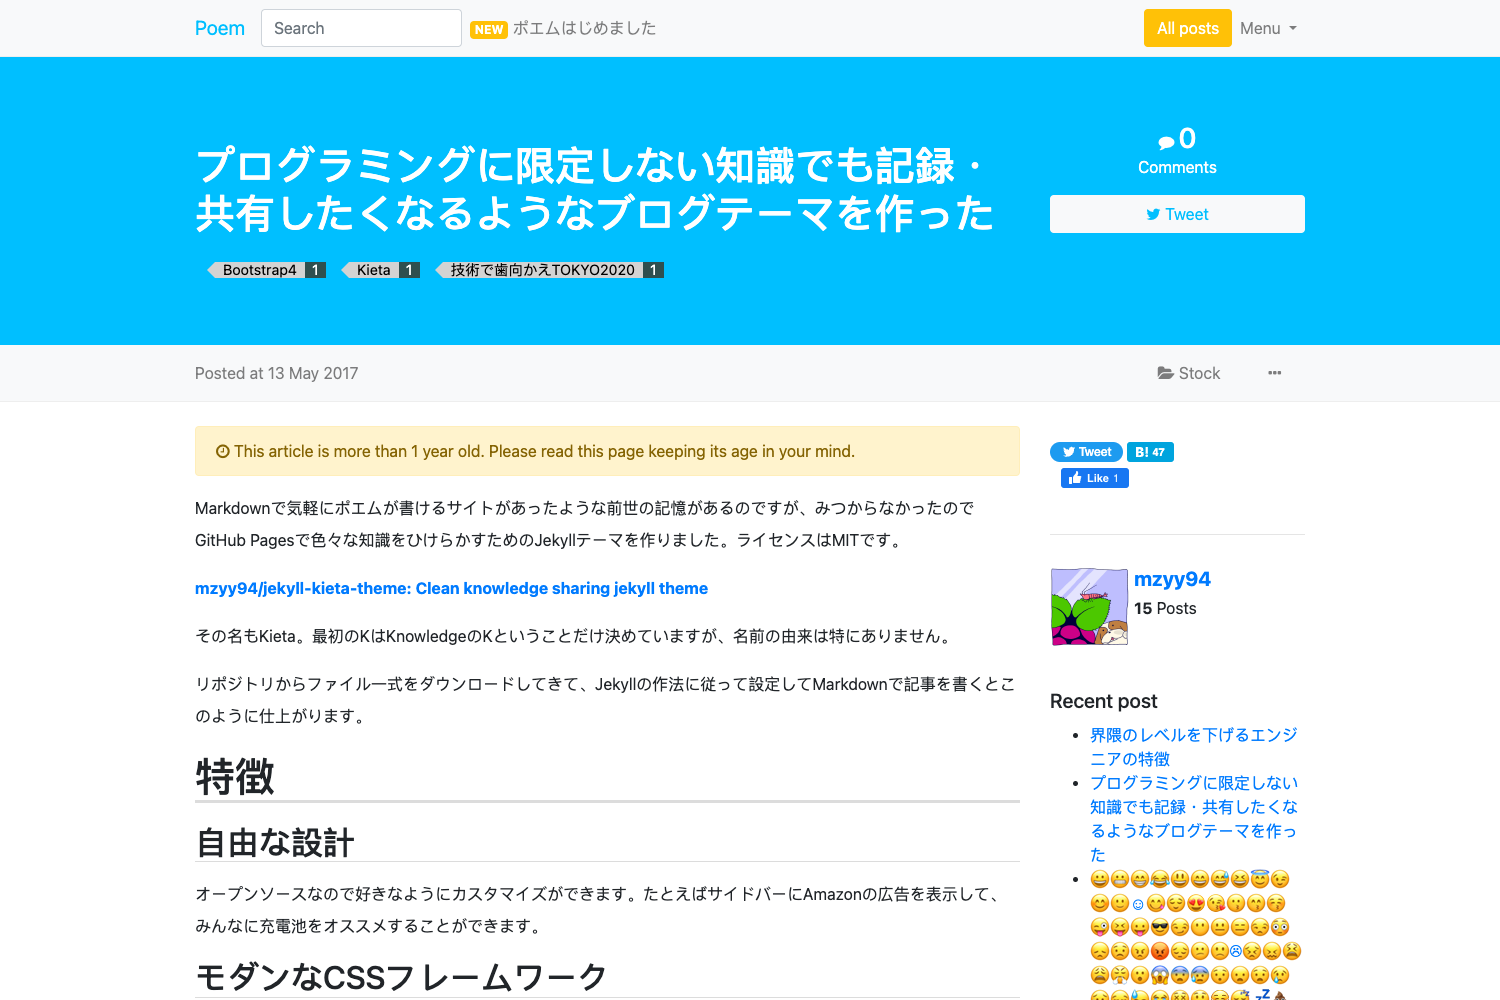 Poem
Search
NEW ポエムはじめました
All posts
Menu
プログラミングに限定しない知識でも記録・
共有したくなるようなブログテーマを作った
Bootstrap4 1
Kieta 1
技術で歯向かえTOKYO2020 1
0
Comments
Tweet
Posted at 13 May 2017
Stock
This article is more than 1 year old. Please read this page keeping its age in your mind.
Markdownで気軽にポエムが書けるサイトがあったような前世の記憶があるのですが、みつからなかったので
GitHub Pagesで色々な知識をひけらかすためのJekyllテーマを作りました。ライセンスはMITです。
mzyy94/jekyll-kieta-theme: Clean knowledge sharing jekyll theme
その名もKieta。最初のKはKnowledgeのKということだけ決めていますが、名前の由来は特にありません。
リポジトリからファイル一式をダウンロードしてきて、Jekyllの作法に従って設定してMarkdownで記事を書くとこ
のように仕上がります。
特徴
自由な設計
オープンソースなので好きなようにカスタマイズができます。たとえばサイドバーにAmazonの広告を表示して、
みんなに充電池をオススメすることができます。
モダンなCSSフレームワーク
Tweet
B! 47
Like 1
mzyy94
15 Posts
Recent post
界隈のレベルを下げるエンジ
ニアの特徴
プログラミングに限定しない
知識でも記録・共有したくな
るようなブログテーマを作っ
た